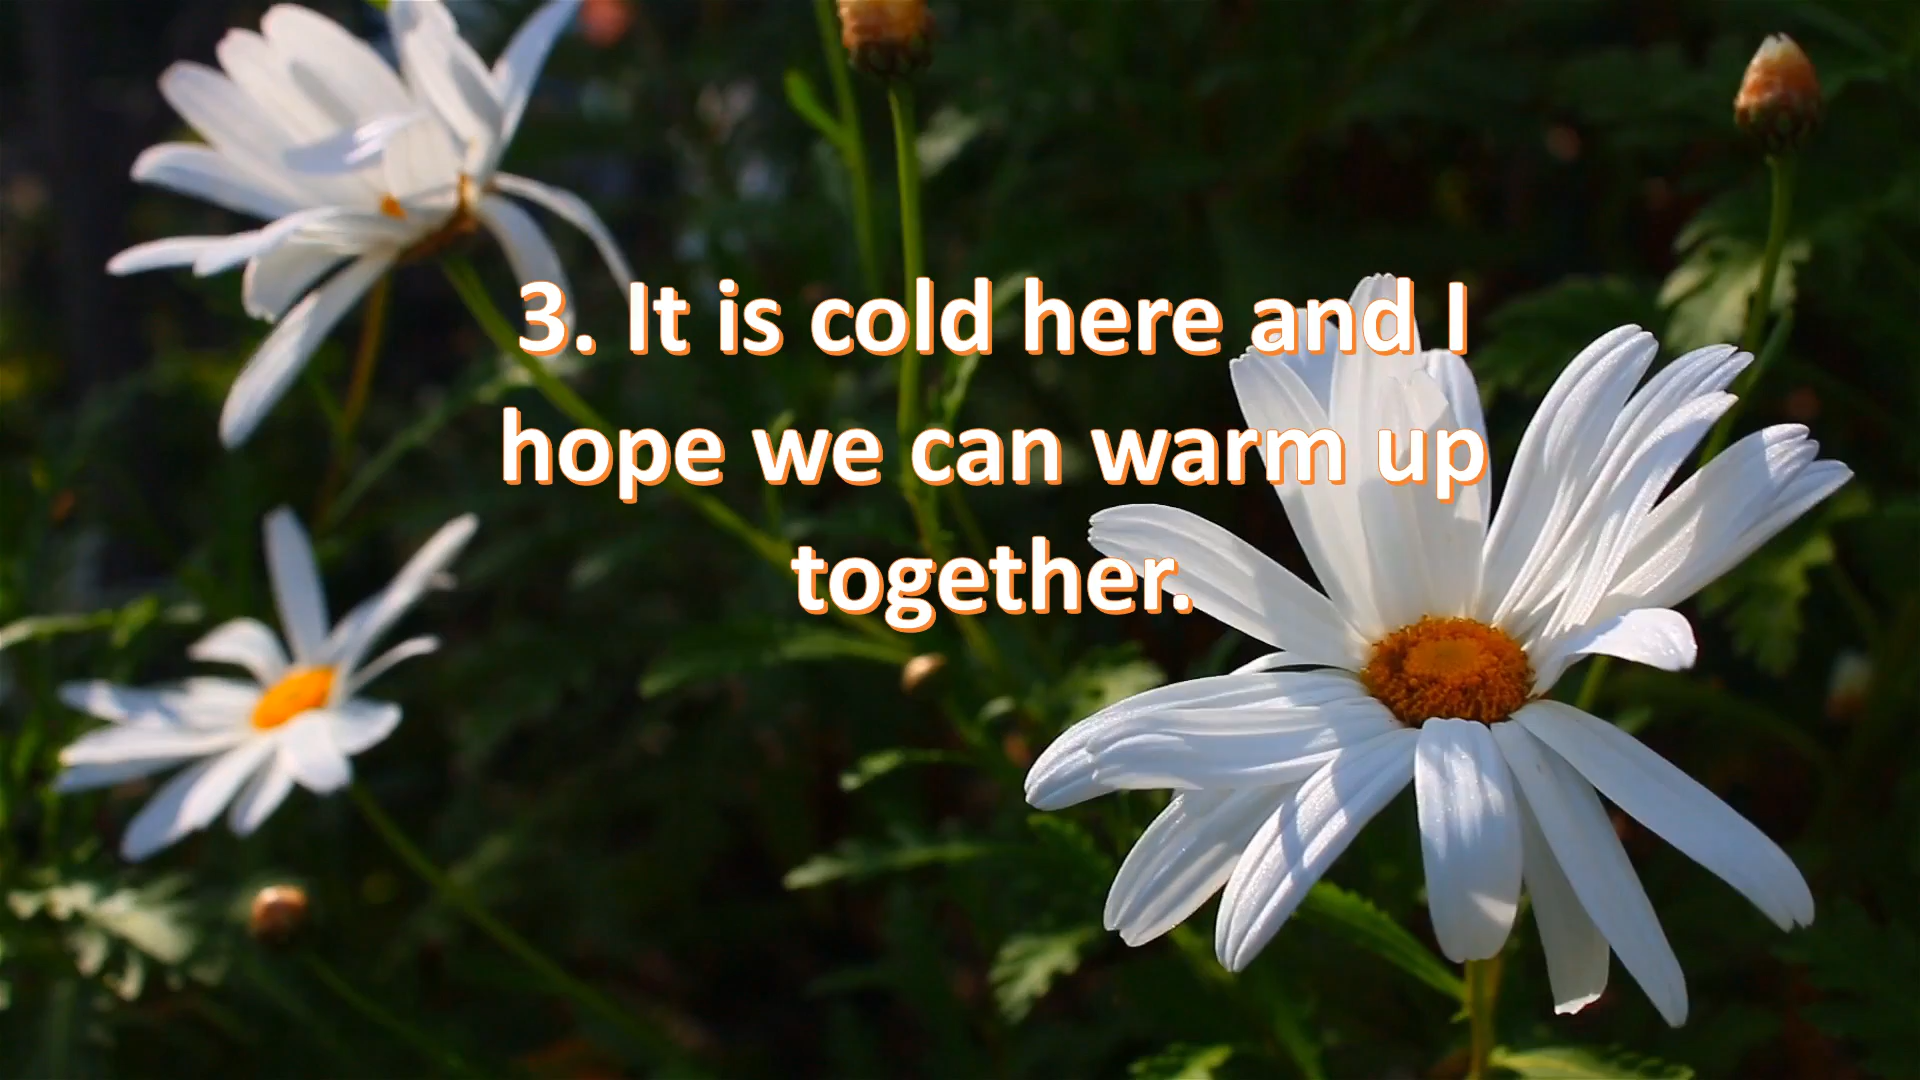 3. It is cold here and I
hope we can warm up
together.